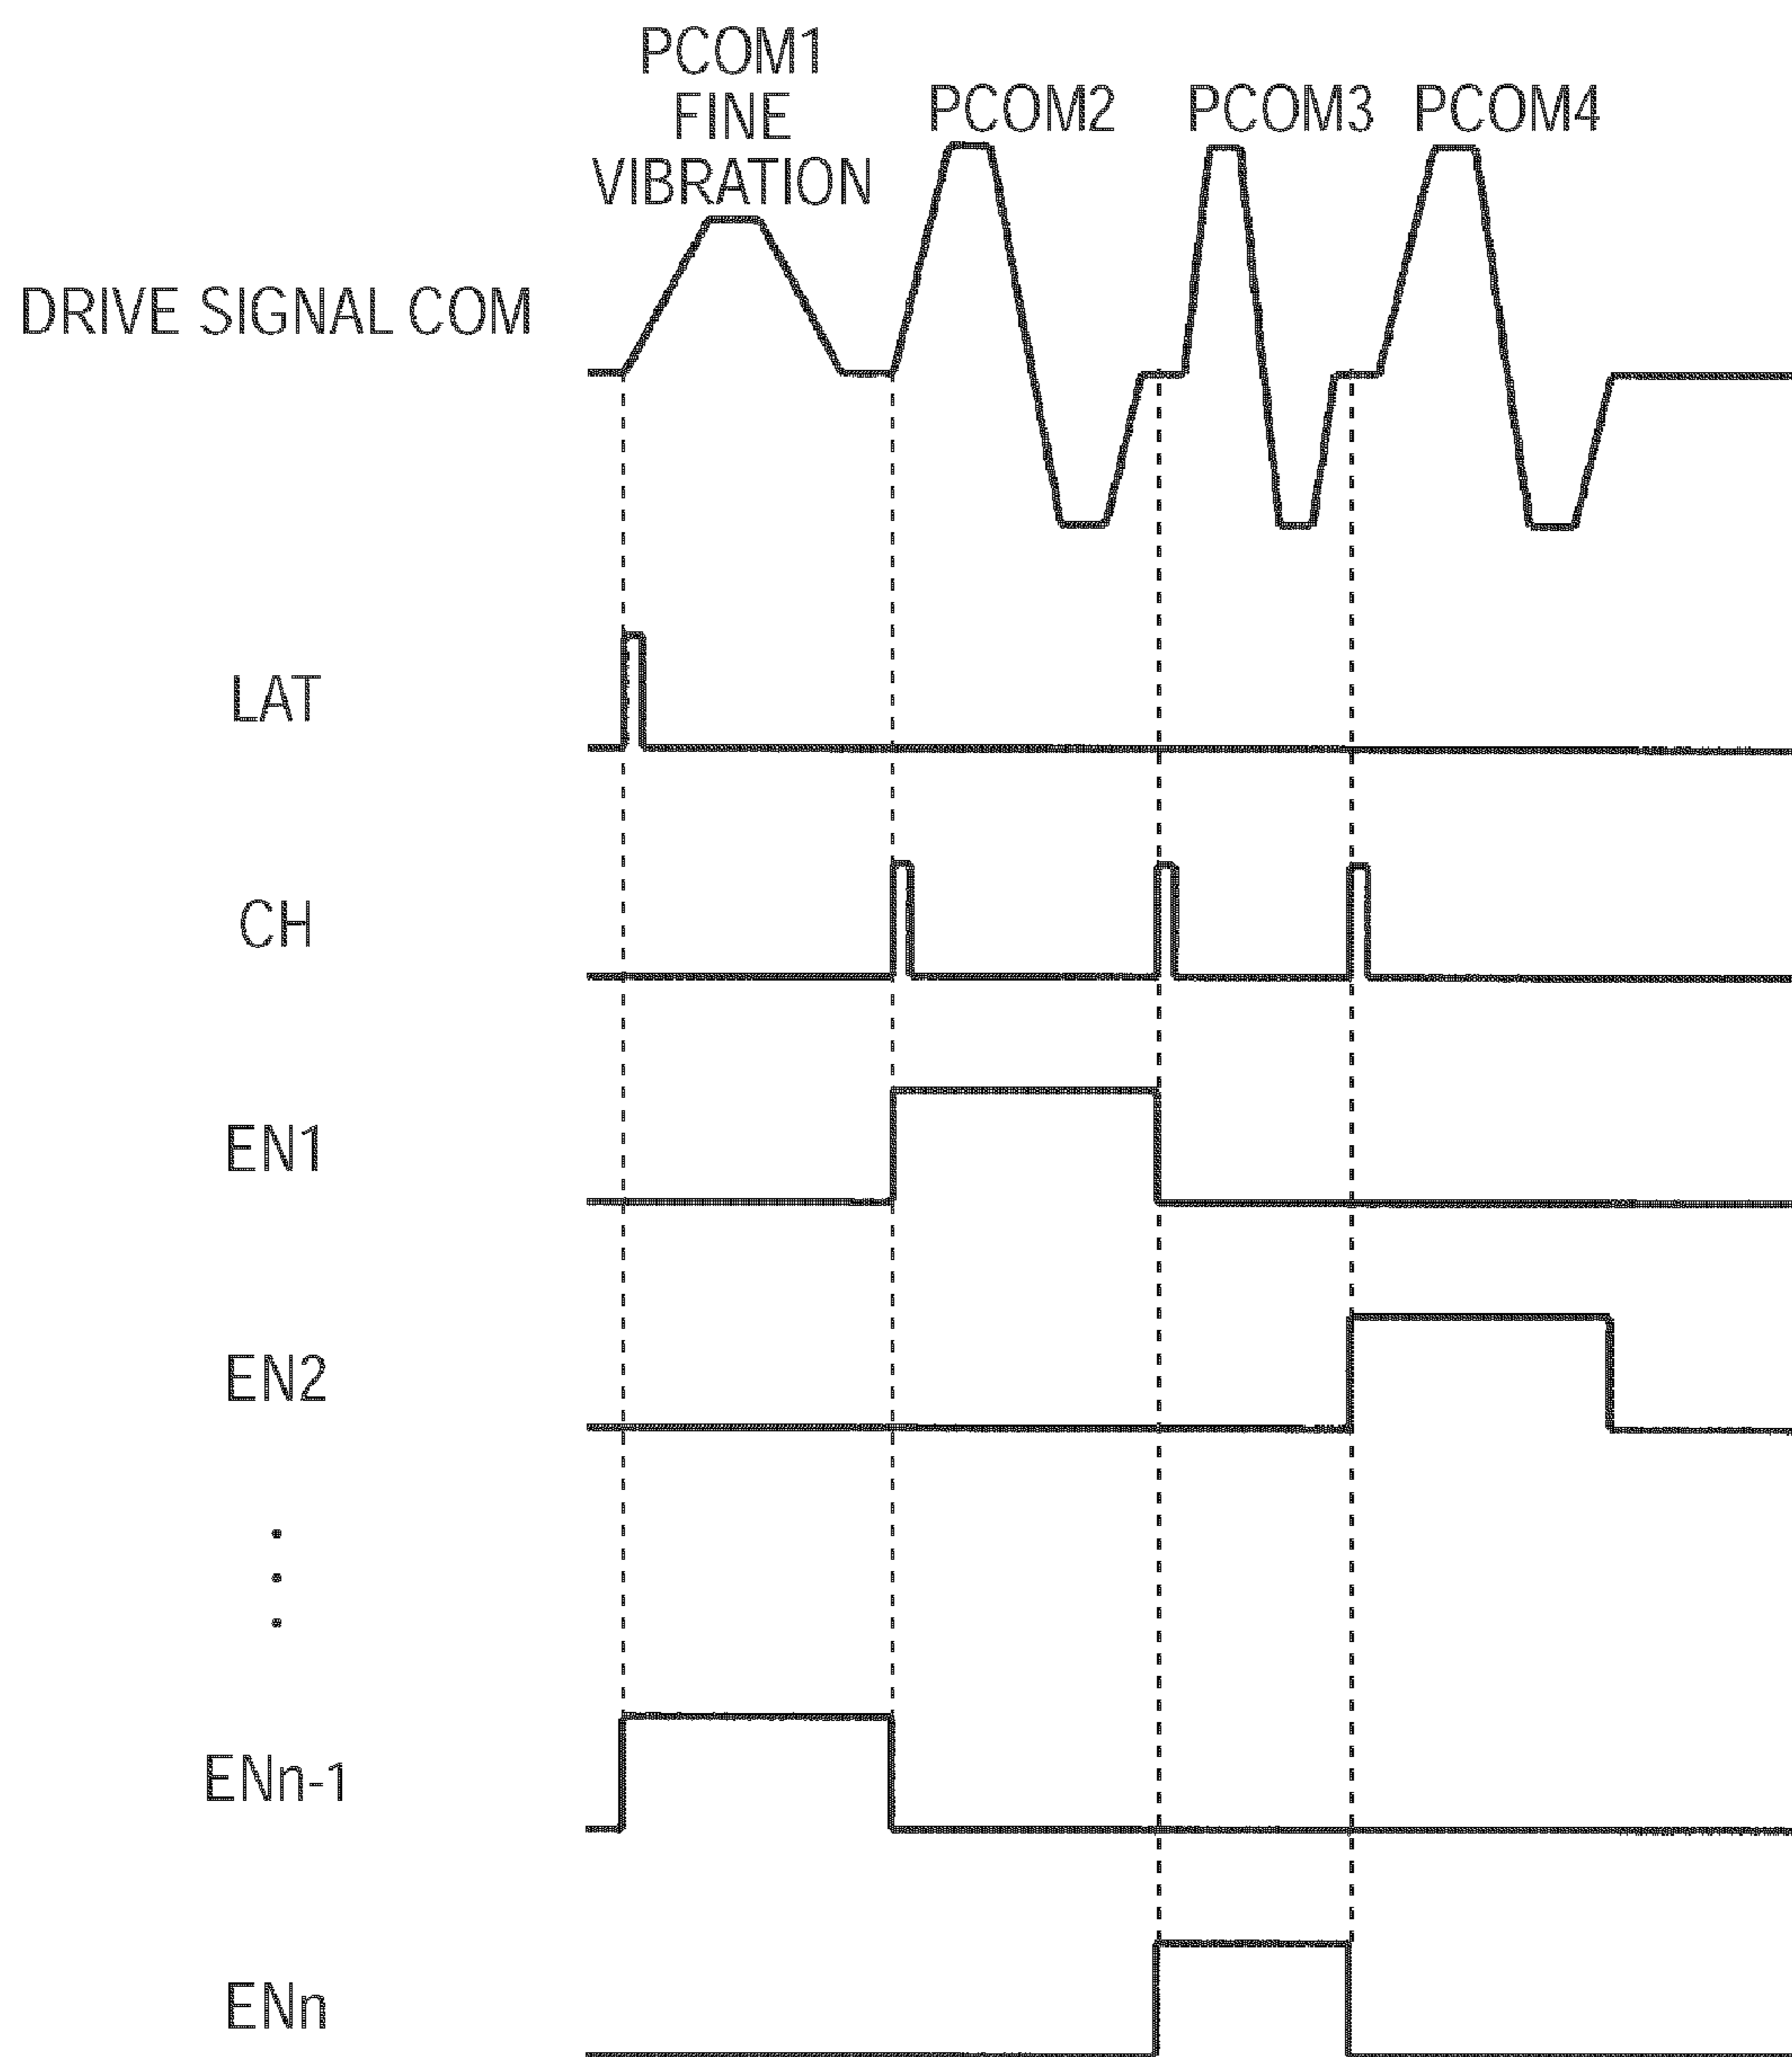 PCOM1
FINE
VIBRATION
PCOM2
PCOM3
PCOM4
DRIVE SIGNAL COM
LAT
CH
EN1
EN2
ENn-1
ENn